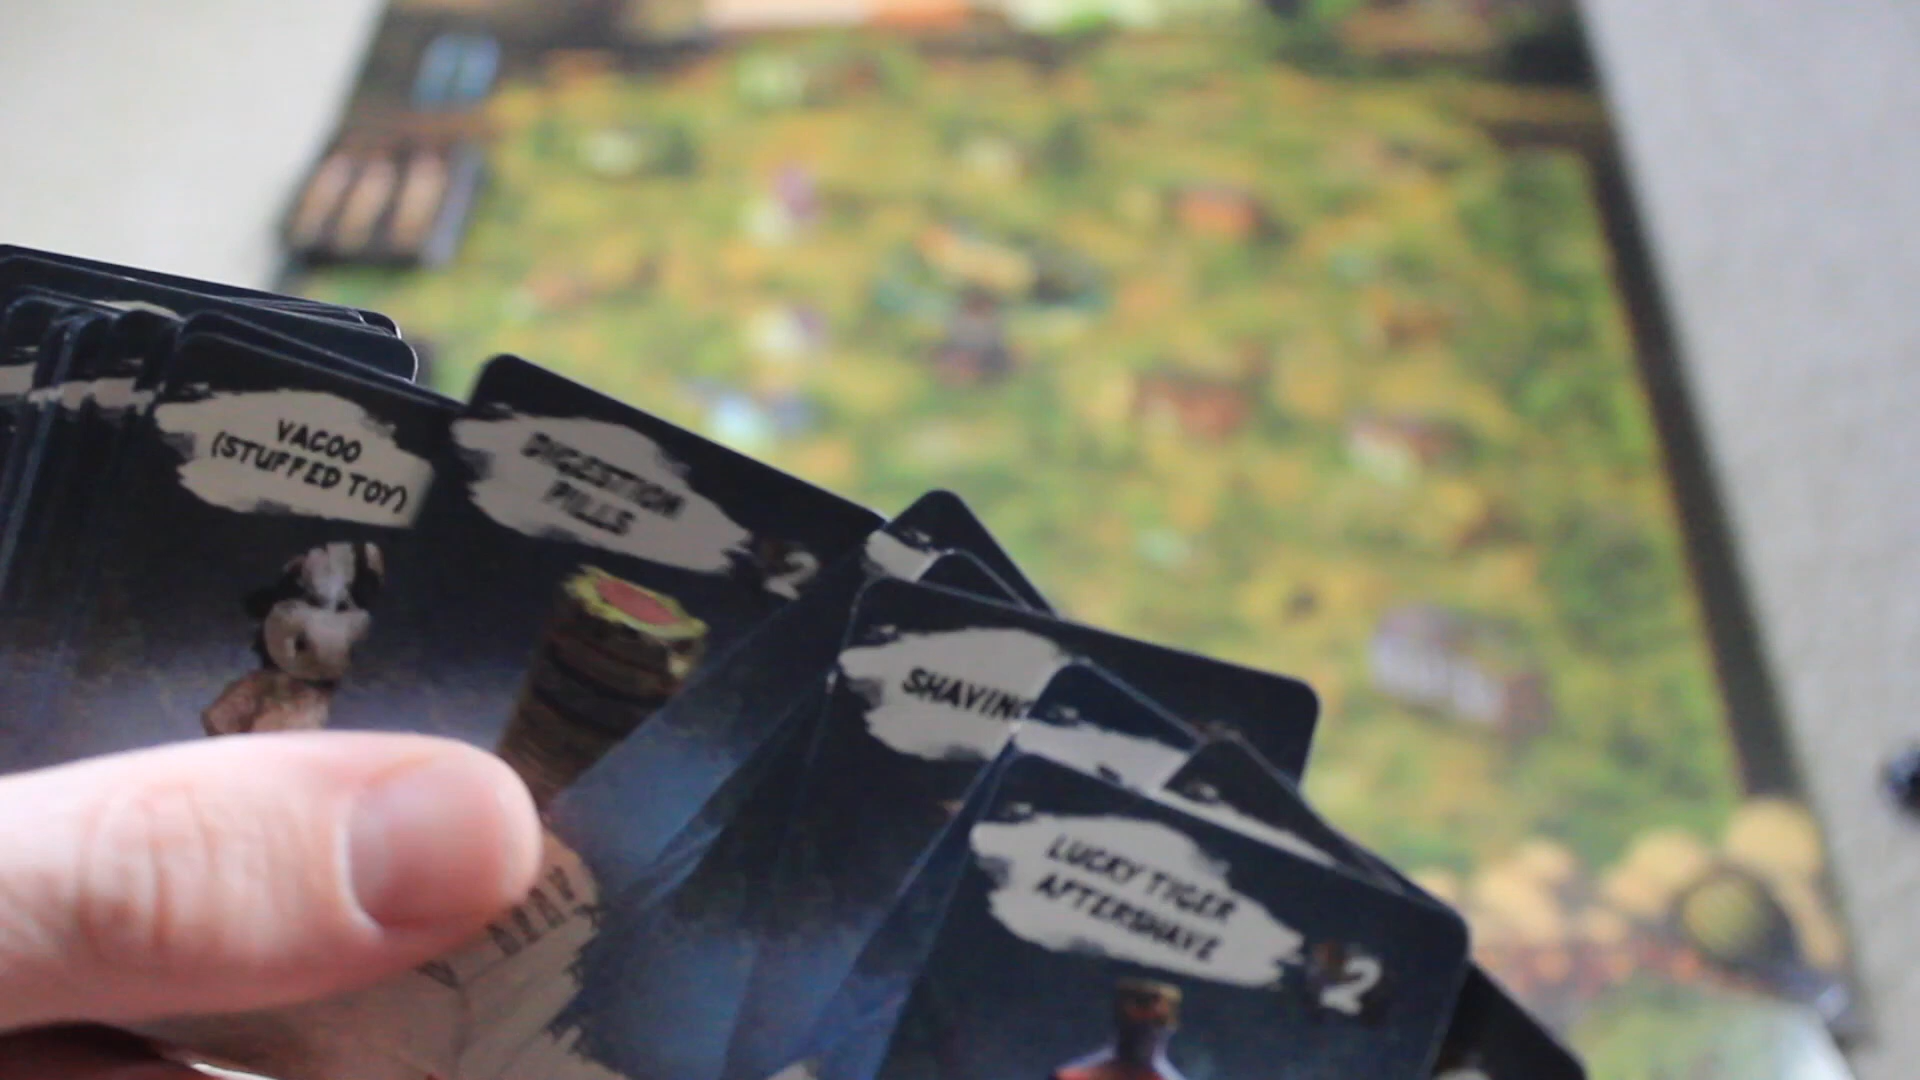 VACOO
(STUFFED TOY)
DIGESTION
PILLS
2
SHAVING
LUCKY TIGER
AFTERSHAVE
2